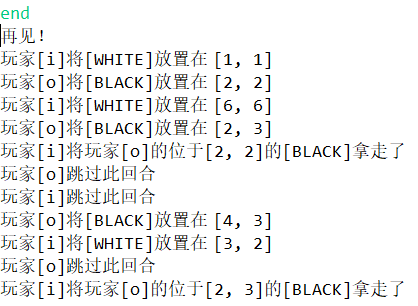 end
再见!
玩家[i]将[WHITE]放置在 [1, 1]
玩家[o]将[BLACK]放置在 [2, 2]
玩家[i]将[WHITE]放置在 [6, 6]
玩家[o]将[BLACK]放置在 [2, 3]
玩家[i]将玩家[o]的位于[2, 2]的[BLACK]拿走了
玩家[o]跳过此回合
玩家[i]跳过此回合
玩家[o]将[BLACK]放置在 [4, 3]
玩家[i]将[WHITE]放置在 [3, 2]
玩家[o]跳过此回合
玩家[i]将玩家[o]的位于[2, 3]的[BLACK]拿走了